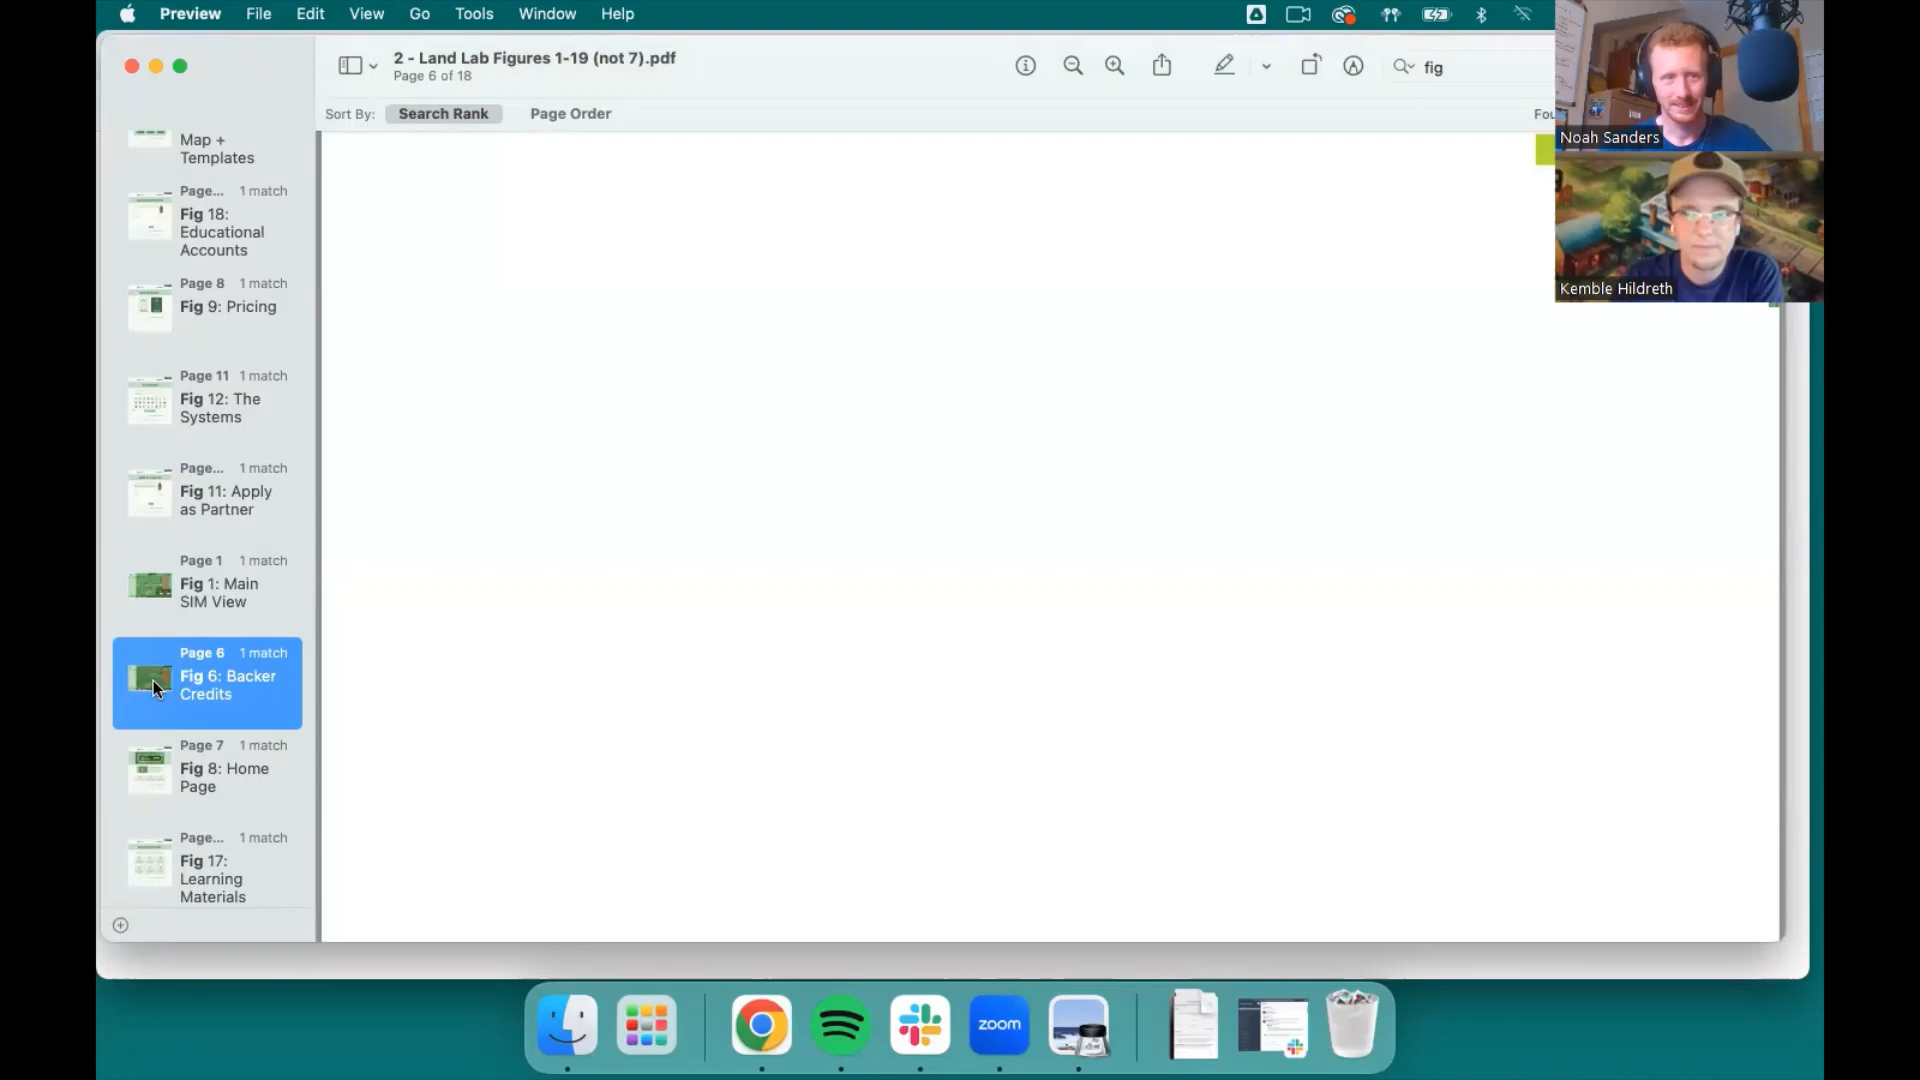 Preview File Edit View Go Tools Window Help
2 - Land Lab Figures 1-19 (not 7).pdf
Page 6 of 18
fig
Sort By: Search Rank Page Order
Fou
Map +
Templates
Page... 1 match
Fig 18:
Educational
Accounts
Page 8 1 match
Fig 9: Pricing
Page 11 1 match
Fig 12: The
Systems
Page... 1 match
Fig 11: Apply
as Partner
Page 1 1 match
Fig 1: Main
SIM View
Page 6 1 match
Fig 6: Backer
Credits
Page 7 1 match
Fig 8: Home
Page
Page... 1 match
Fig 17:
Learning
Materials
Noah Sanders
Kemble Hildreth
zoom